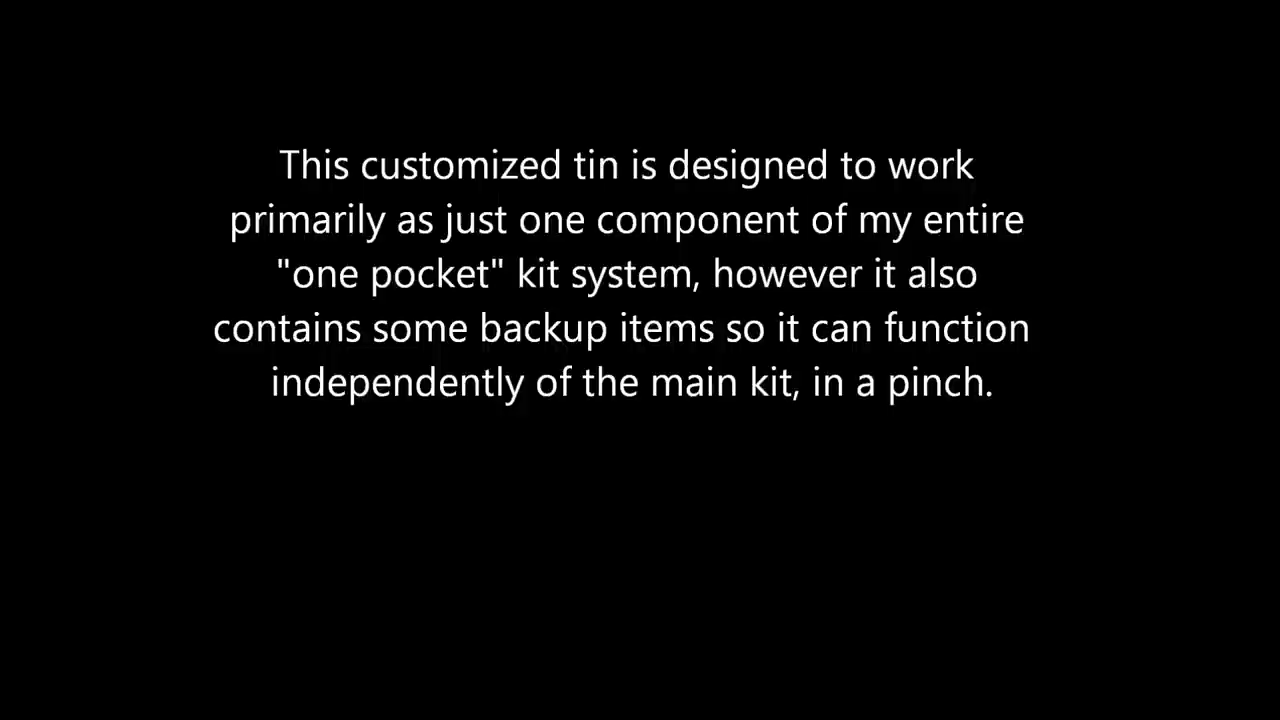 This customized tin is designed to work
primarily as just one component of my entire
"one pocket" kit system, however it also
contains some backup items so it can function
independently of the main kit, in a pinch.